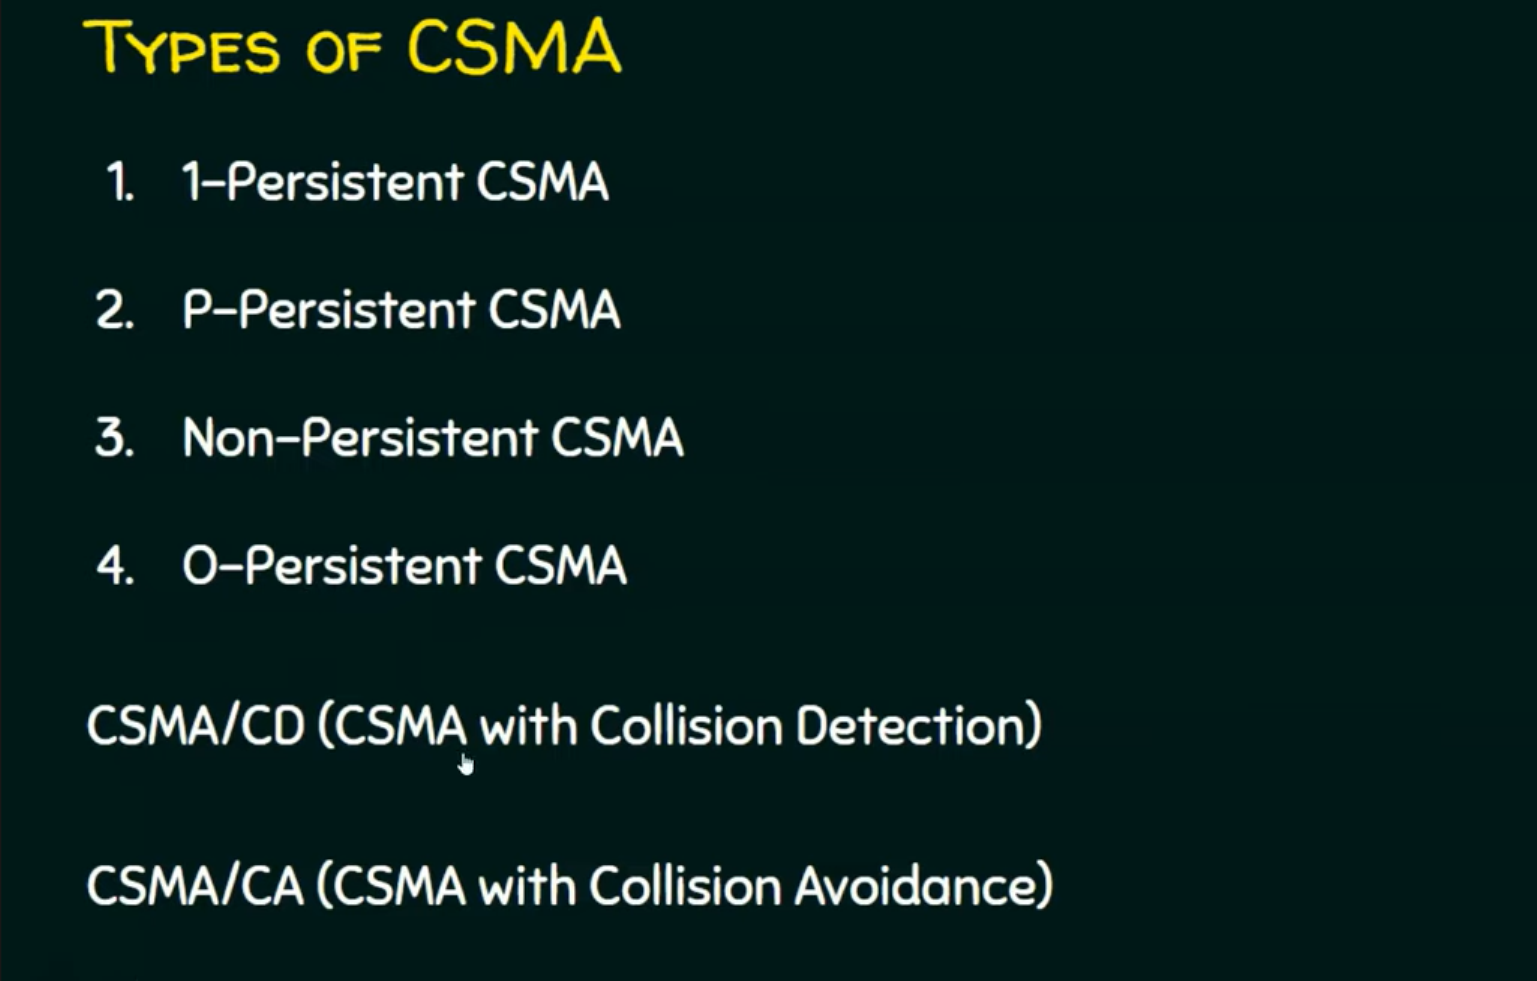 Types of CSMA
1. 1-Persistent CSMA
2. P-Persistent CSMA
3. Non-Persistent CSMA
4. O-Persistent CSMA
CSMA/CD (CSMA with Collision Detection)
CSMA/CA (CSMA with Collision Avoidance)